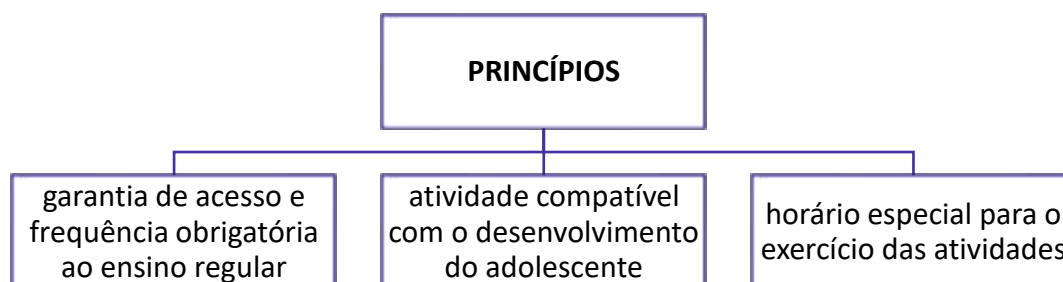 PRINCÍPIOS
garantia de acesso e
frequência obrigatória
ao ensino regular
atividade compatível
com o desenvolvimento
do adolescente
horário especial para o
exercício das atividades